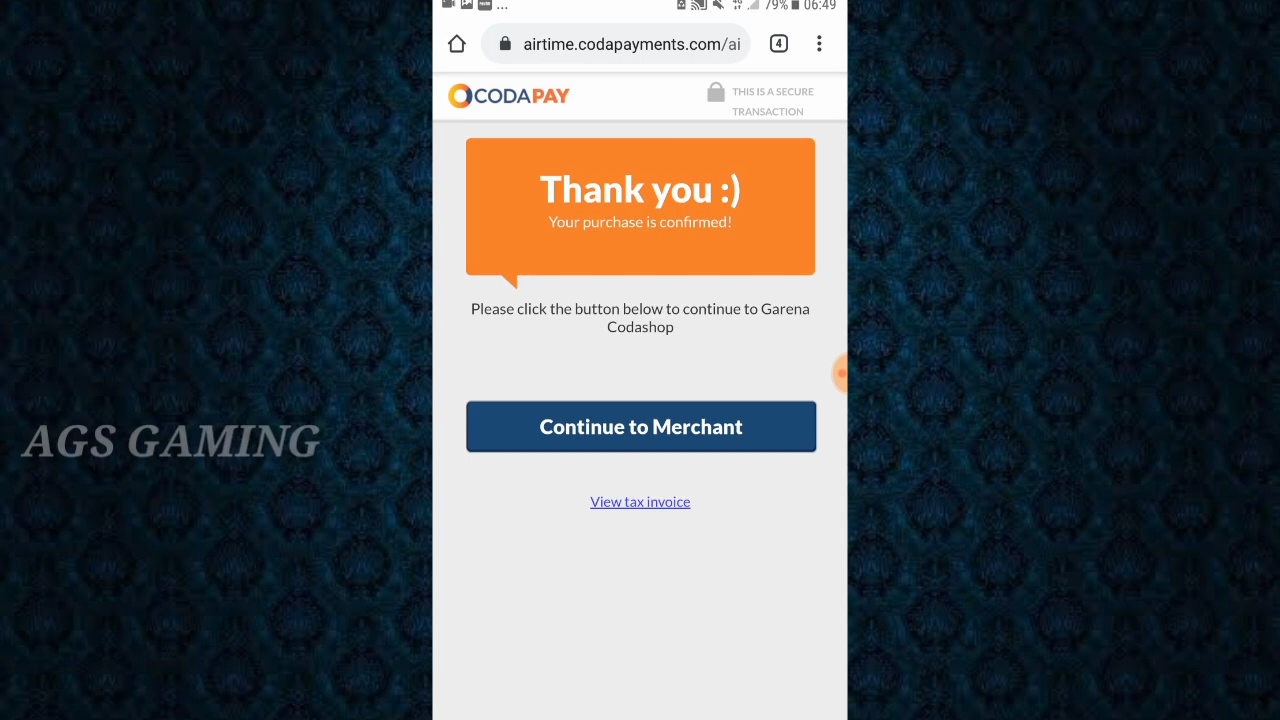 ... 79% 06:49
airtime.codapayments.com/ai 4
CODAPAY
THIS IS A SECURE
TRANSACTION
Thank you :)
Your purchase is confirmed!
Please click the button below to continue to Garena
Codashop
AGS GAMING
Continue to Merchant
View tax invoice